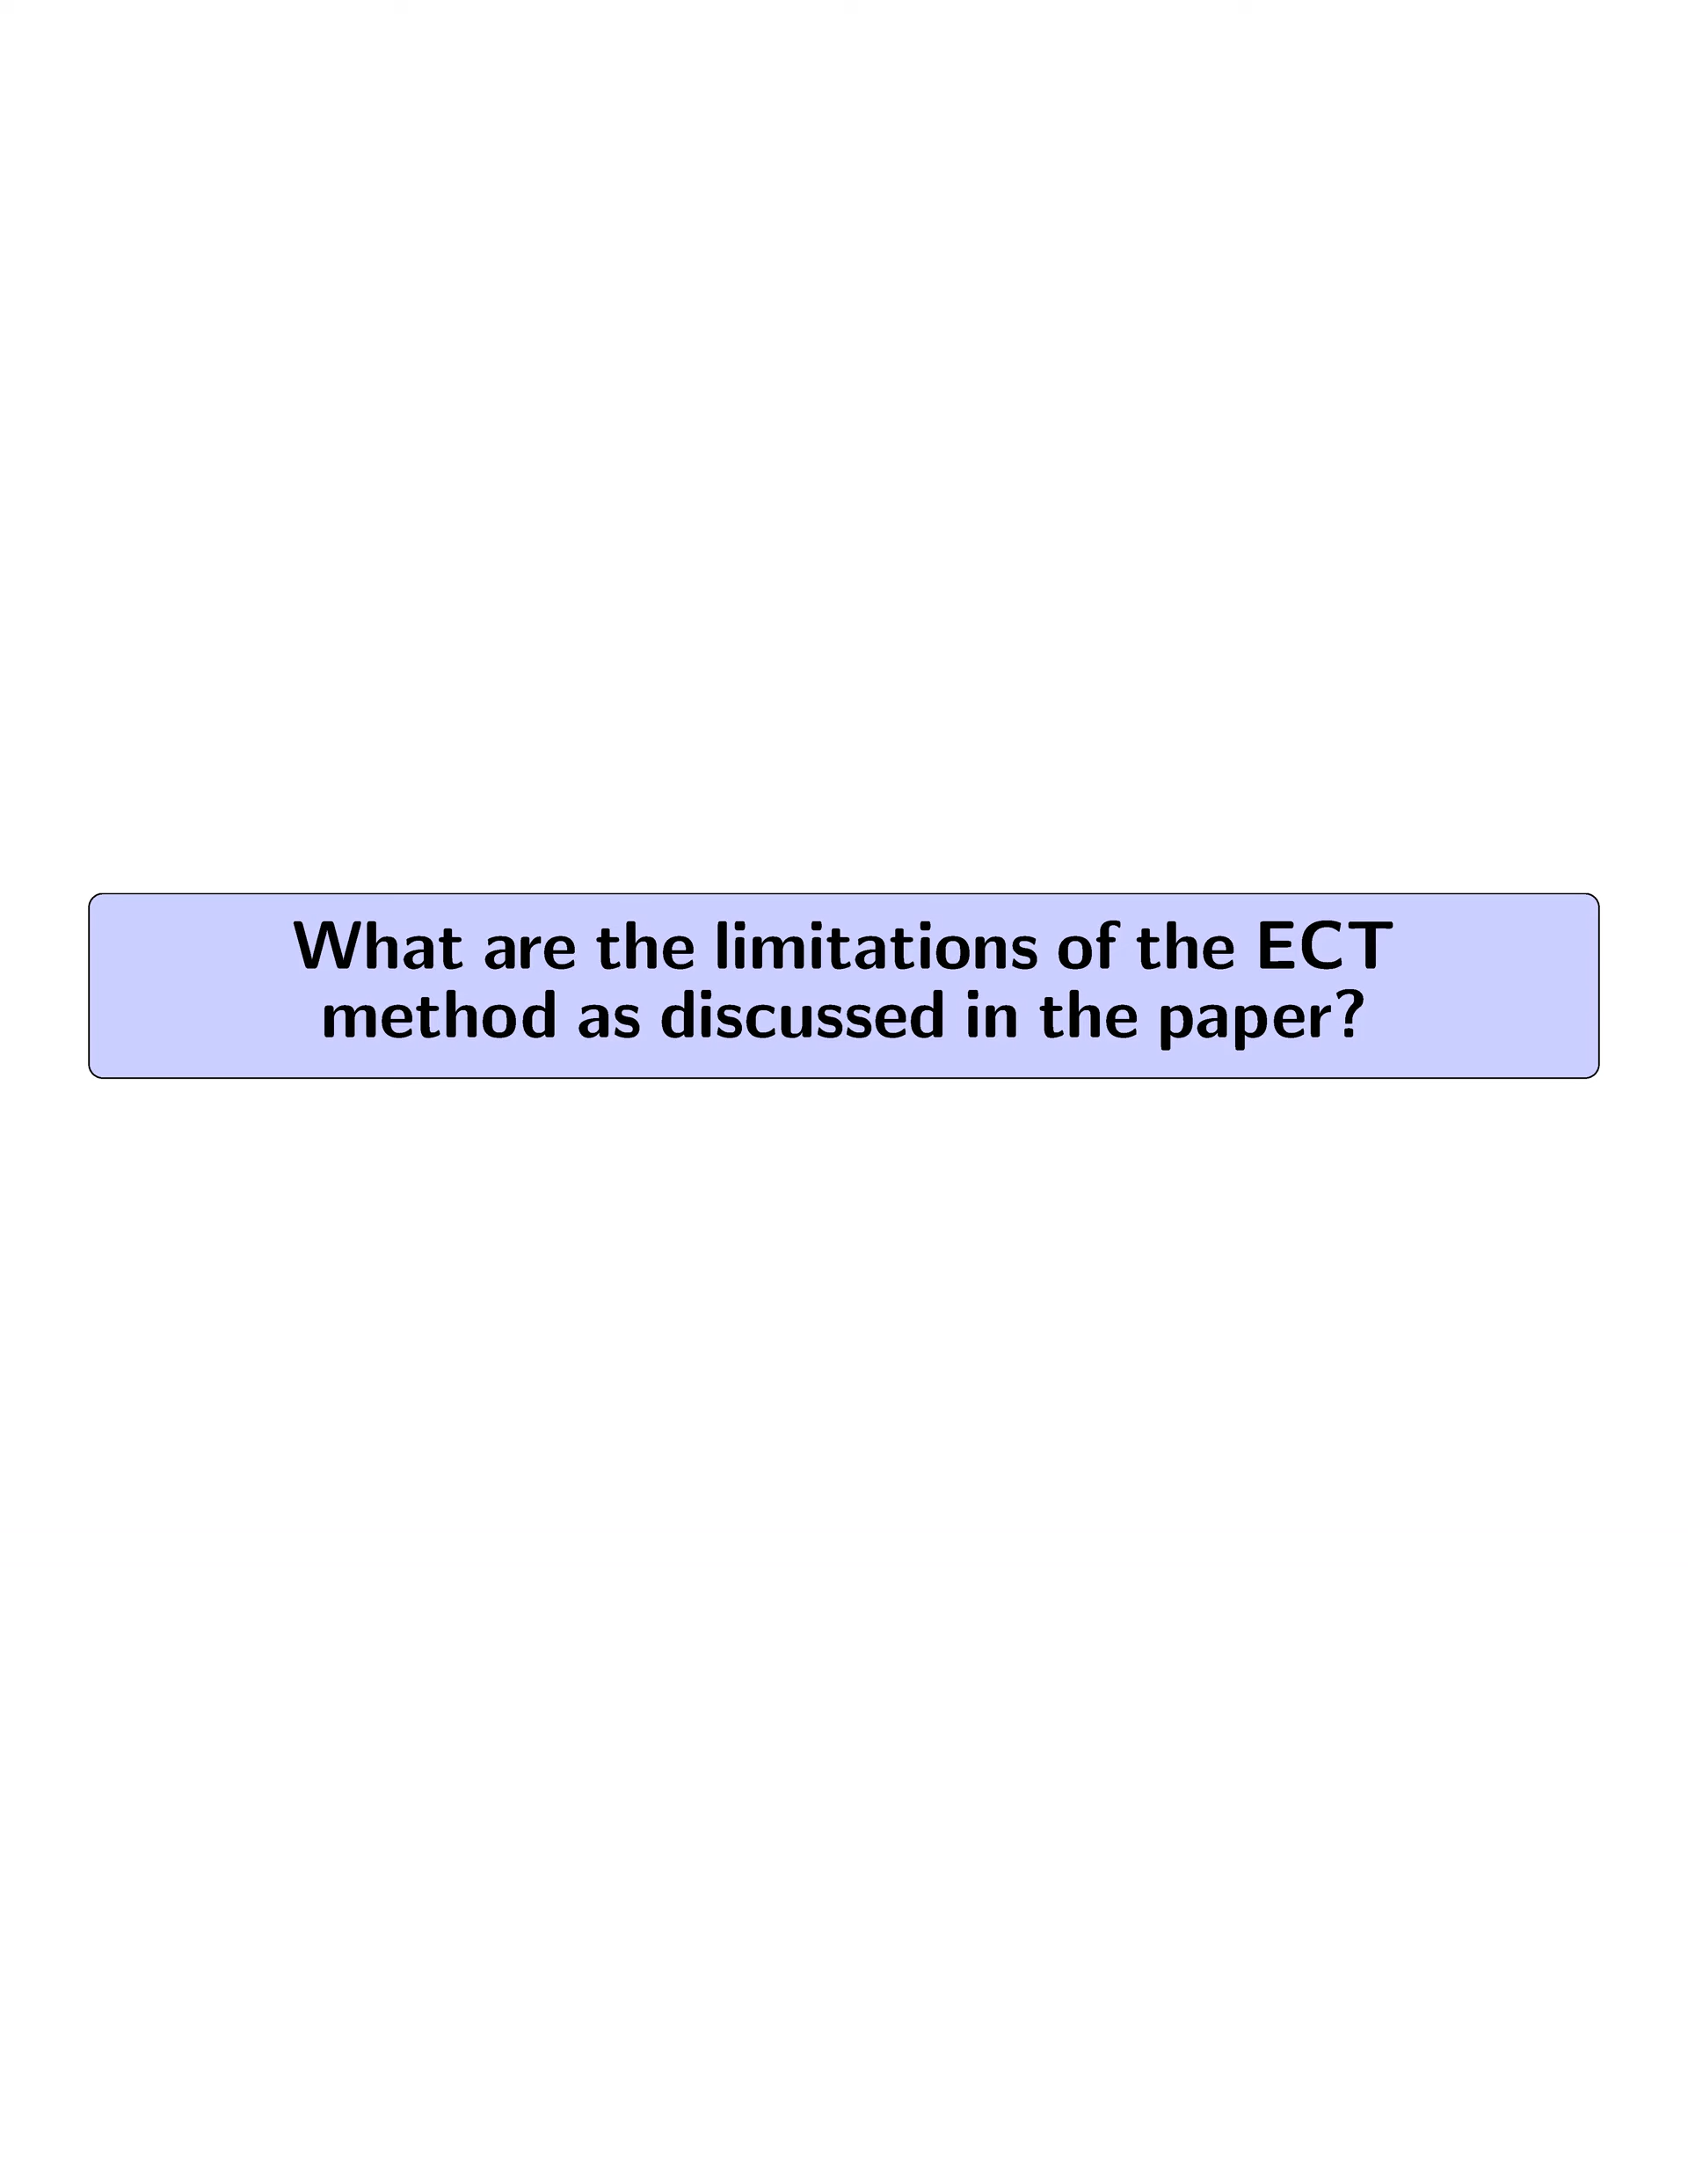 What are the limitations of the ECT
method as discussed in the paper?